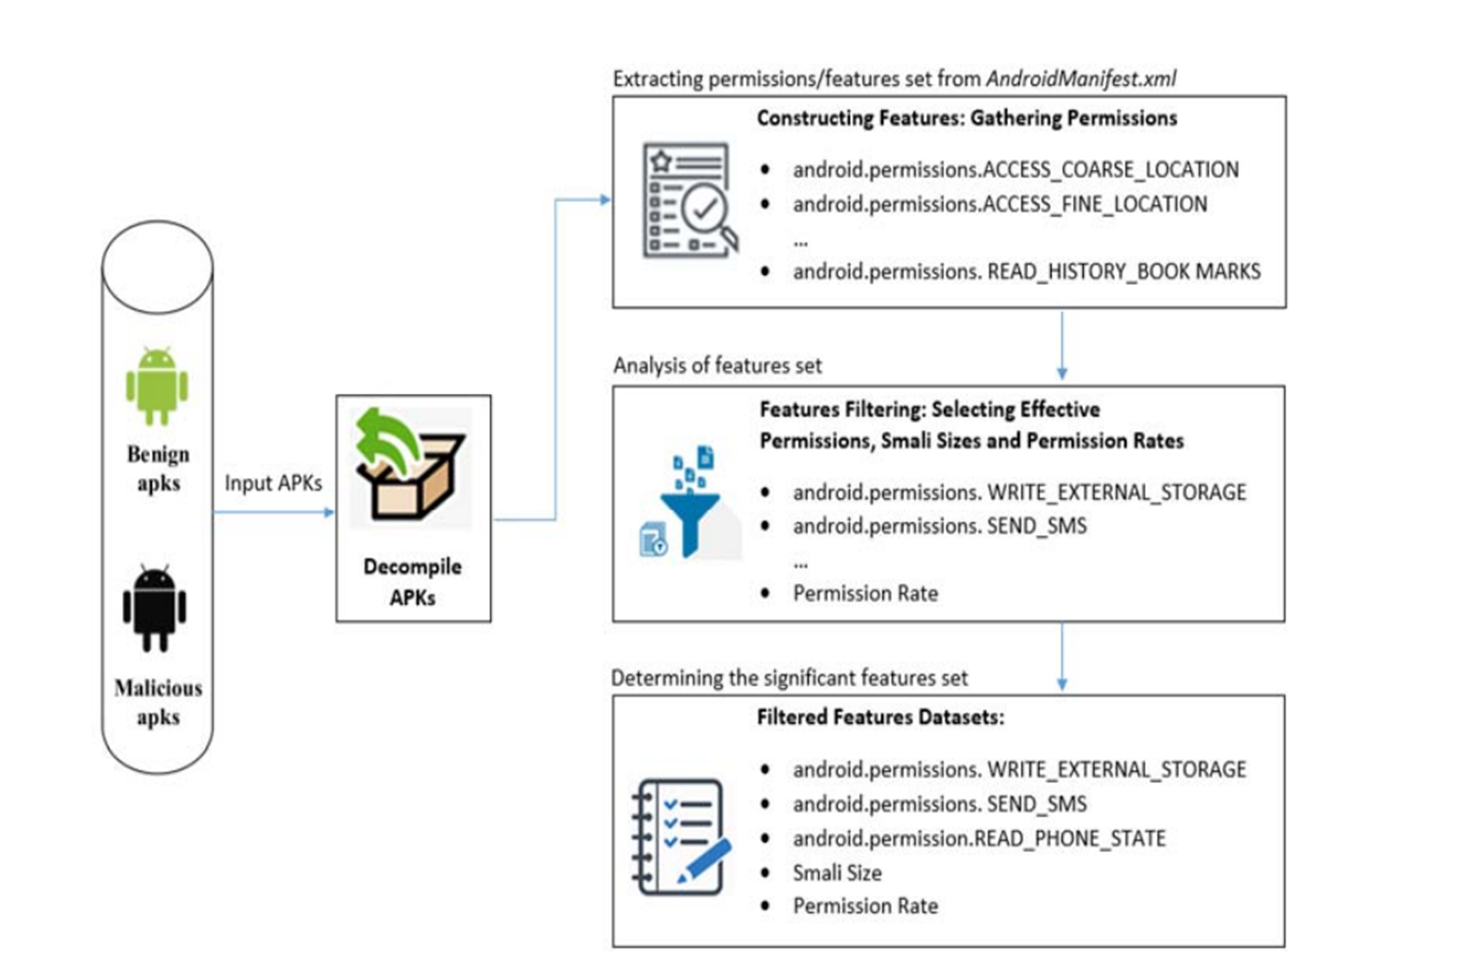 Extracting permissions/features set from AndroidManifest.xml
Constructing Features: Gathering Permissions
• android.permissions.ACCESS_COARSE_LOCATION
• android.permissions.ACCESS_FINE_LOCATION
...
• android.permissions. READ_HISTORY_BOOK MARKS
Benign
apks
Malicious
apks
Input APKs
Decompile
APKs
Analysis of features set
Features Filtering: Selecting Effective
Permissions, Smali Sizes and Permission Rates
• android.permissions. WRITE_EXTERNAL_STORAGE
• android.permissions. SEND_SMS
...
• Permission Rate
Determining the significant features set
Filtered Features Datasets:
• android.permissions. WRITE_EXTERNAL_STORAGE
• android.permissions. SEND_SMS
• android.permission.READ_PHONE_STATE
• Smali Size
• Permission Rate